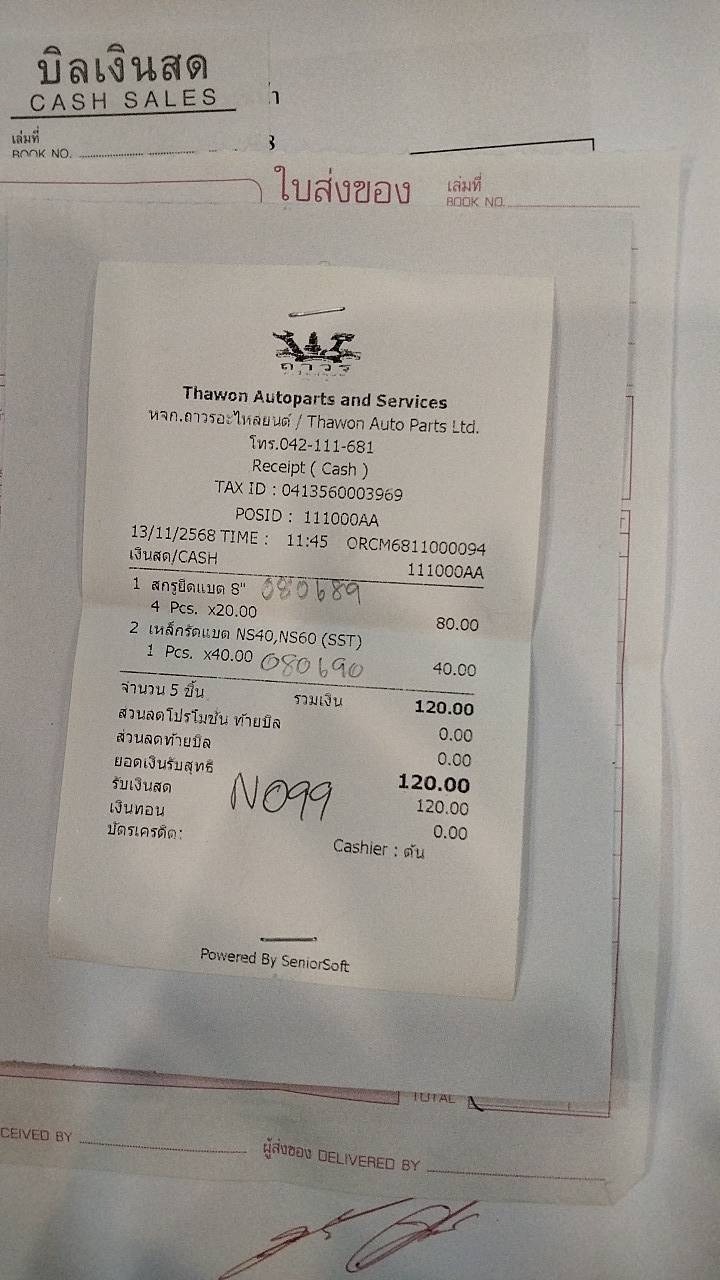 บิลเงินสด
CASH SALES
เล่มที่
BOOK NO.
ใบส่งของ
เล่มที่
BOOK NO.
ถาวร
Thawon Autoparts and Services
หจก.ถาวรอะไหล่ยนต์ / Thawon Auto Parts Ltd.
โทร.042-111-681
Receipt ( Cash )
TAX ID : 0413560003969
POSID : 111000AA
13/11/2568 TIME : 11:45 ORCM6811000094
เงินสด/CASH 111000AA
1 สกรูยึดแบต 8" 080689
4 Pcs. x20.00 80.00
2 เหล็กรัดแบต NS40,NS60 (SST)
1 Pcs. x40.00 080690 40.00
จำนวน 5 ชิ้น รวมเงิน 120.00
ส่วนลดโปรโมชั่น ท้ายบิล 0.00
ส่วนลดท้ายบิล 0.00
ยอดเงินรับสุทธิ 120.00
รับเงินสด 120.00
เงินทอน 0.00
N099
บัตรเครดิต:
Cashier : ต้น
Powered By SeniorSoft
TOTAL
CEIVED BY
ผู้ส่งของ DELIVERED BY